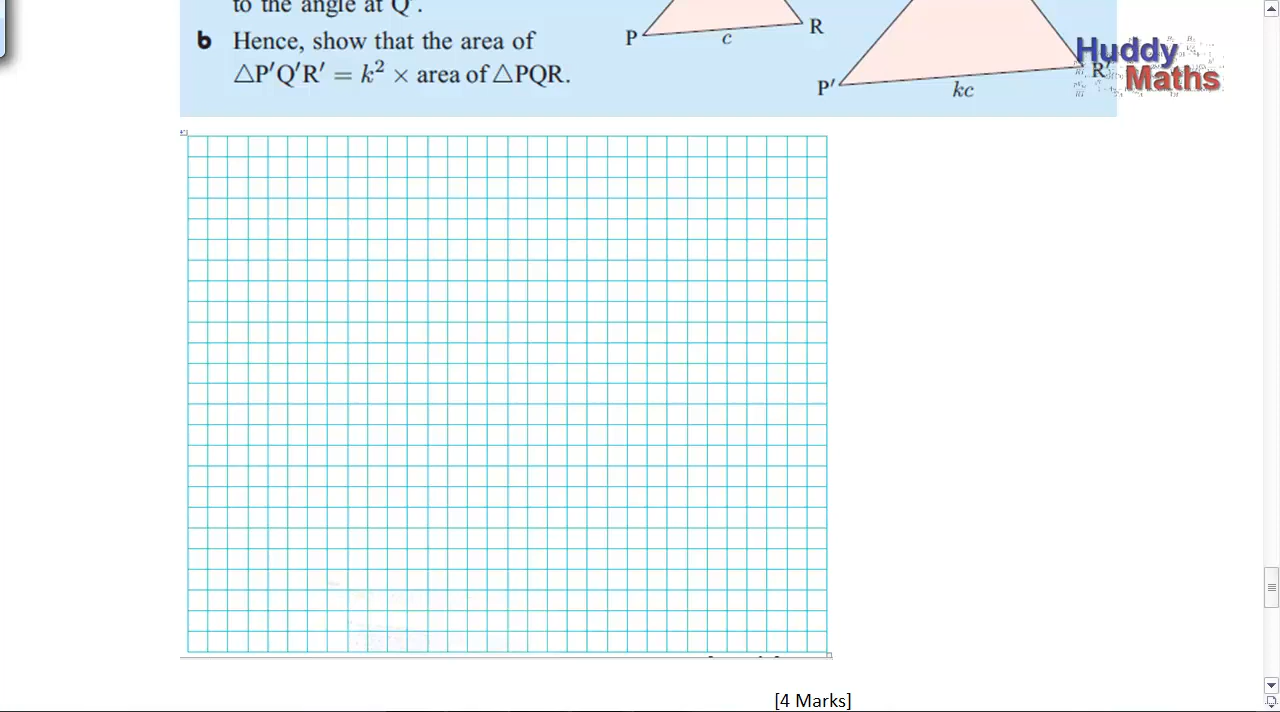 to the angle at Q′.
b Hence, show that the area of
△P′Q′R′ = k² × area of △PQR.
P
c
R
P′
kc
R′
Huddy
Maths
[4 Marks]